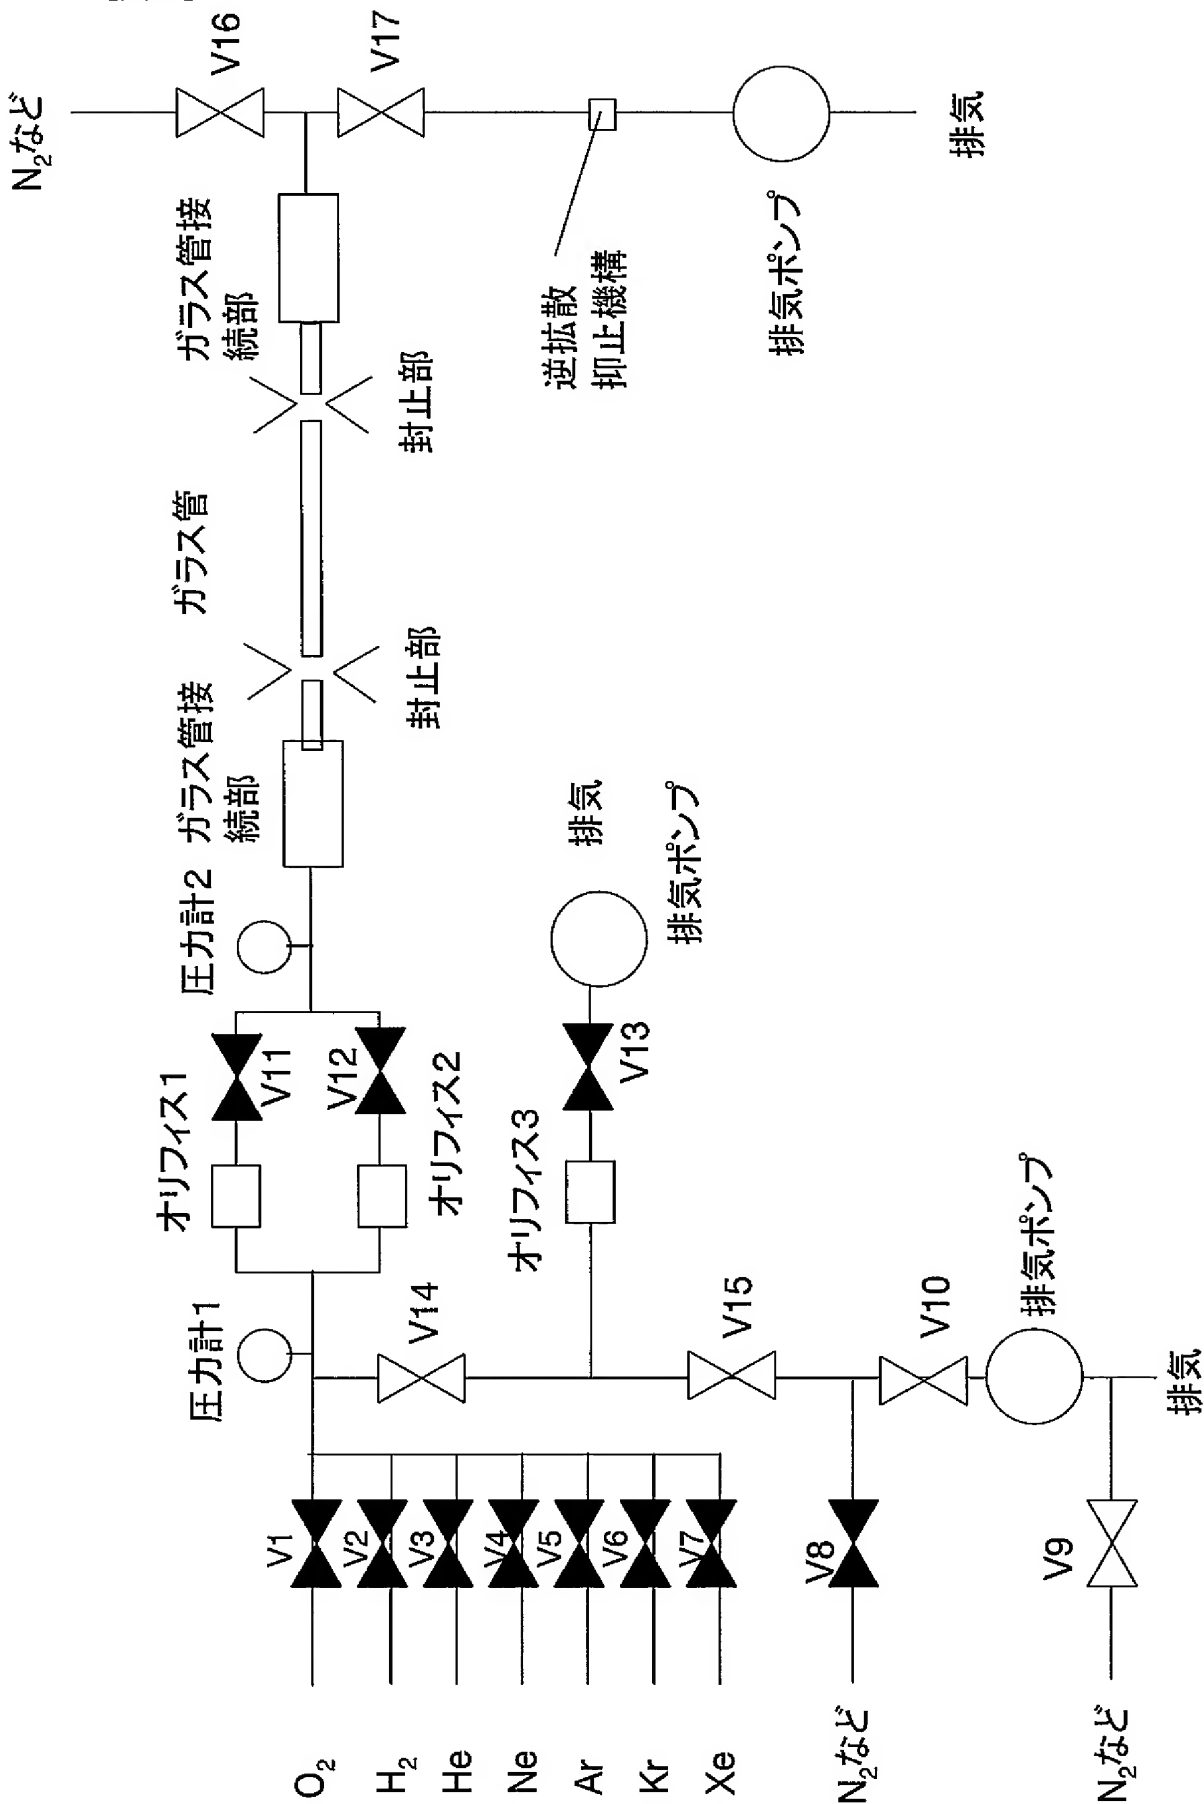 N₂など
V16
V17
ガラス管接
続部
逆拡散
抑止機構
排気ポンプ
排気
封止部
ガラス管
封止部
ガラス管接
続部
圧力計2
排気
排気ポンプ
V11
V12
V13
オリフィス1
オリフィス2
オリフィス3
圧力計1
V14
V15
V10
排気ポンプ
排気
V1
V2
V3
V4
V5
V6
V7
V8
V9
O₂
H₂
He
Ne
Ar
Kr
Xe
N₂など
N₂など